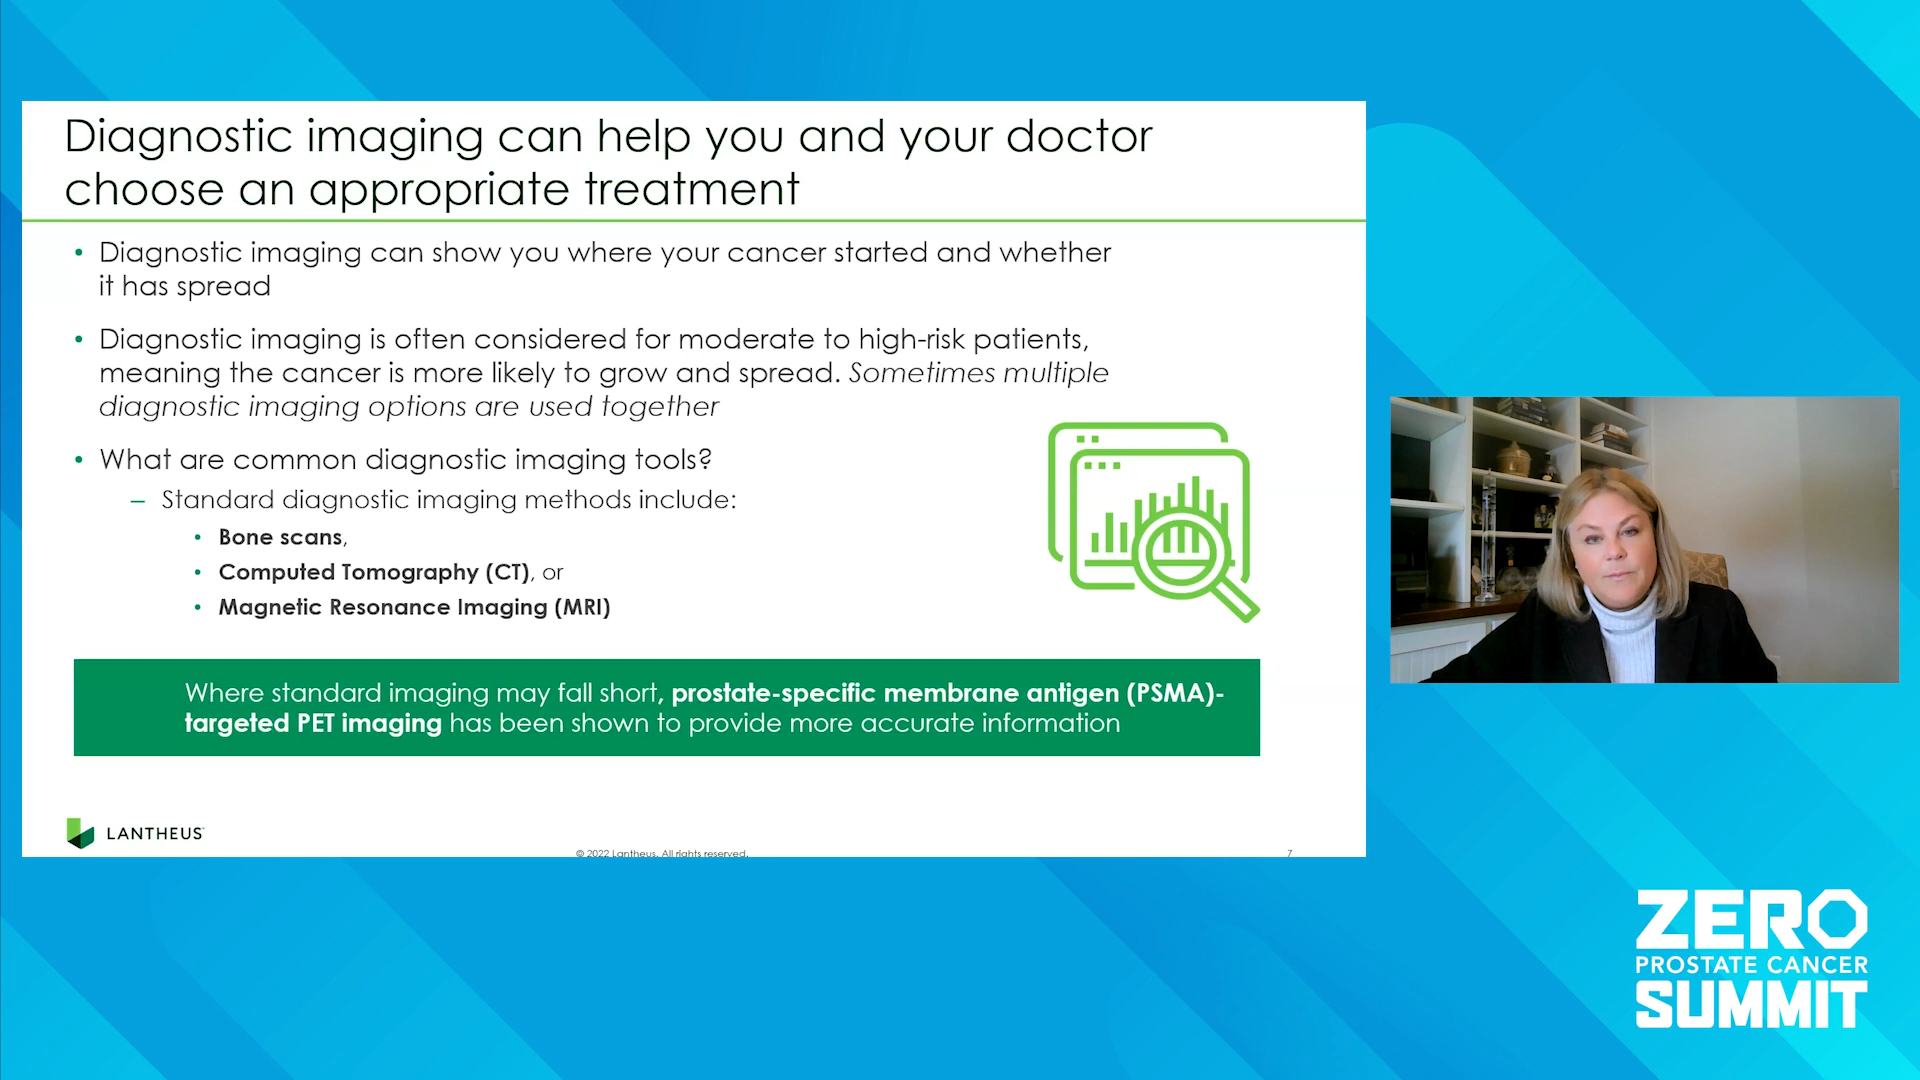 Diagnostic imaging can help you and your doctor
choose an appropriate treatment
• Diagnostic imaging can show you where your cancer started and whether
it has spread
• Diagnostic imaging is often considered for moderate to high-risk patients,
meaning the cancer is more likely to grow and spread. Sometimes multiple
diagnostic imaging options are used together
• What are common diagnostic imaging tools?
– Standard diagnostic imaging methods include:
• Bone scans,
• Computed Tomography (CT), or
• Magnetic Resonance Imaging (MRI)
Where standard imaging may fall short, prostate-specific membrane antigen (PSMA)-
targeted PET imaging has been shown to provide more accurate information
LANTHEUS
© 2022 Lantheus. All rights reserved.
7
ZERO
PROSTATE CANCER
SUMMIT